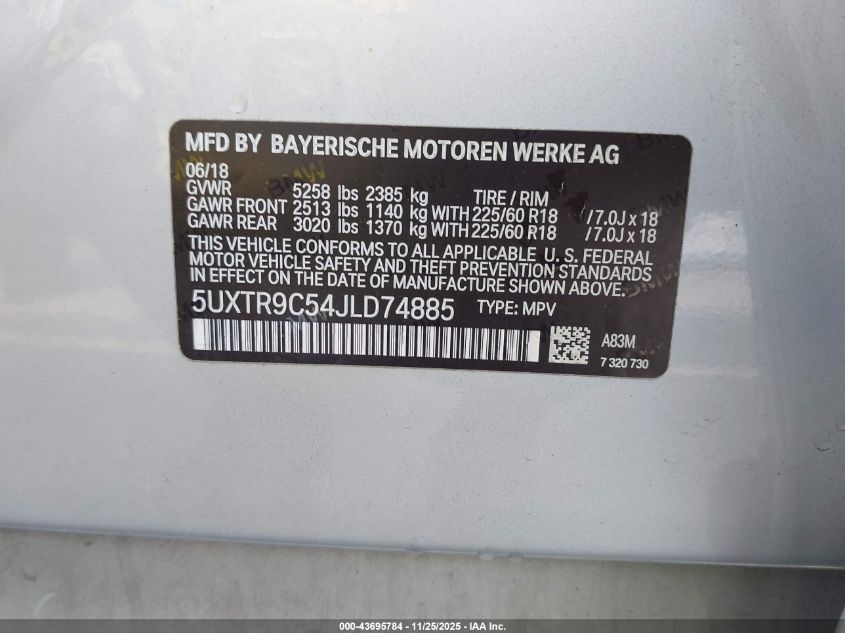 MFD BY BAYERISCHE MOTOREN WERKE AG
06/18
GVWR 5258 lbs 2385 kg TIRE / RIM
GAWR FRONT 2513 lbs 1140 kg WITH 225/60 R18 /7.0J x 18
GAWR REAR 3020 lbs 1370 kg WITH 225/60 R18 /7.0J x 18
THIS VEHICLE CONFORMS TO ALL APPLICABLE U. S. FEDERAL
MOTOR VEHICLE SAFETY AND THEFT PREVENTION STANDARDS
IN EFFECT ON THE DATE OF MANUFACTURE SHOWN ABOVE.
5UXTR9C54JLD74885 TYPE: MPV
A83M
7 320 730
000-43695784 - 11/25/2025 - IAA Inc.